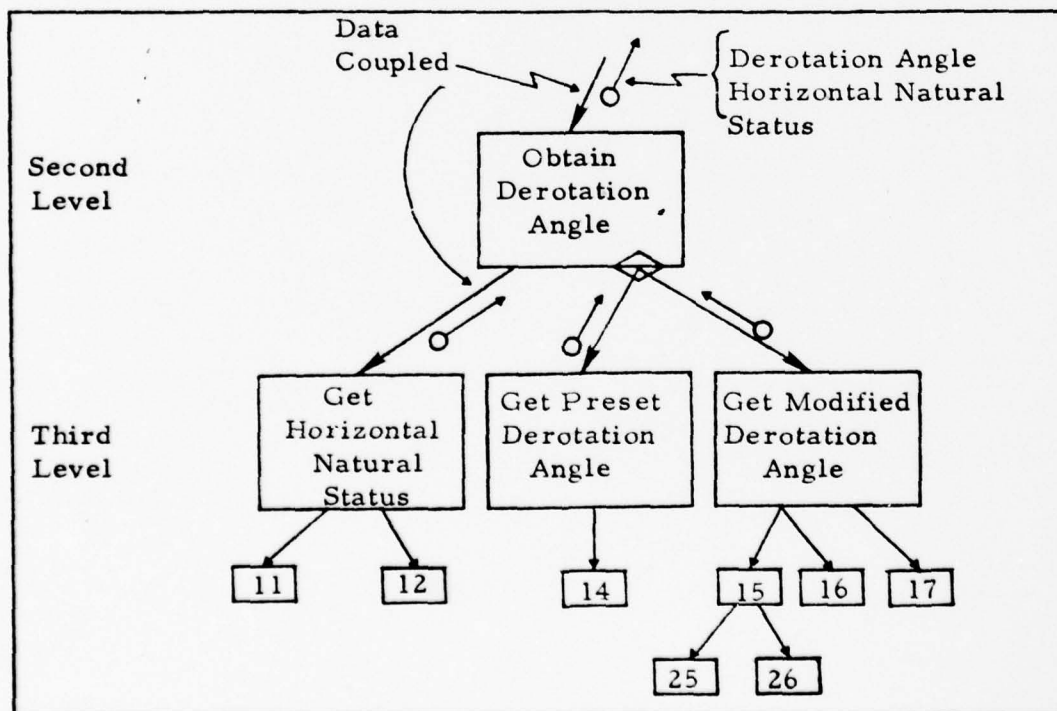 Data
Coupled
Derotation Angle
Horizontal Natural
Status
Second
Level
Obtain
Derotation
Angle
Third
Level
Get
Horizontal
Natural
Status
Get Preset
Derotation
Angle
Get Modified
Derotation
Angle
11
12
14
15
16
17
25
26